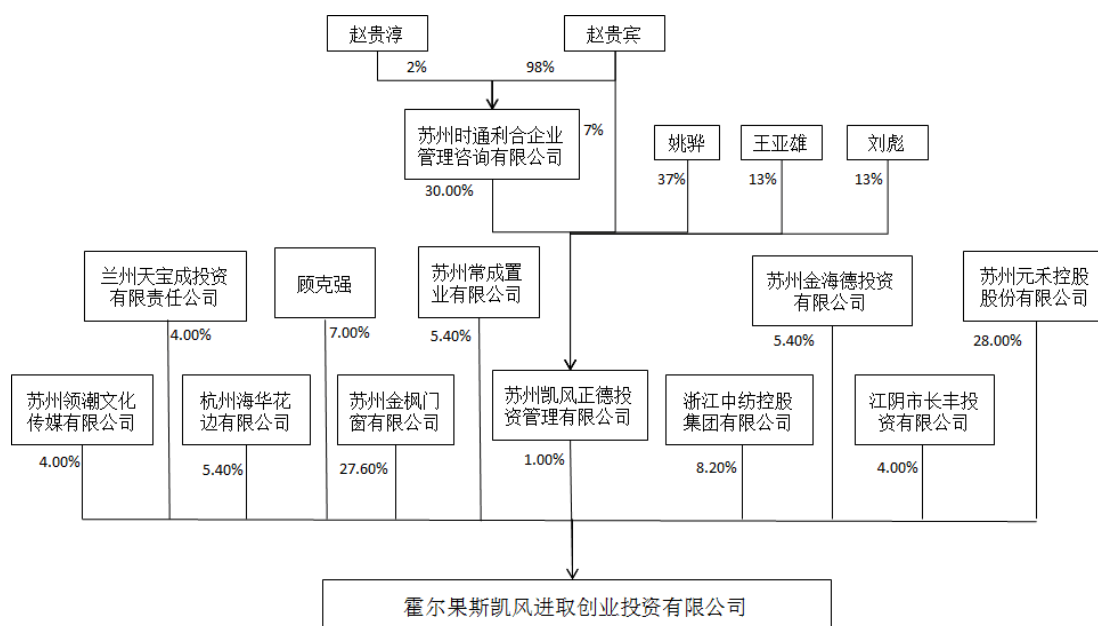 赵贵淳
赵贵宾
2%
98%
苏州时通利合企业
管理咨询有限公司
7%
姚骅
王亚雄
刘彪
30.00%
37%
13%
13%
兰州天宝成投资
有限责任公司
顾克强
苏州常成置
业有限公司
苏州金海德投资
有限公司
苏州元禾控股
股份有限公司
4.00%
7.00%
5.40%
5.40%
28.00%
苏州领潮文化
传媒有限公司
杭州海华花
边有限公司
苏州金枫门
窗有限公司
苏州凯风正德投
资管理有限公司
浙江中纺控股
集团有限公司
江阴市长丰投
资有限公司
4.00%
5.40%
27.60%
1.00%
8.20%
4.00%
霍尔果斯凯风进取创业投资有限公司